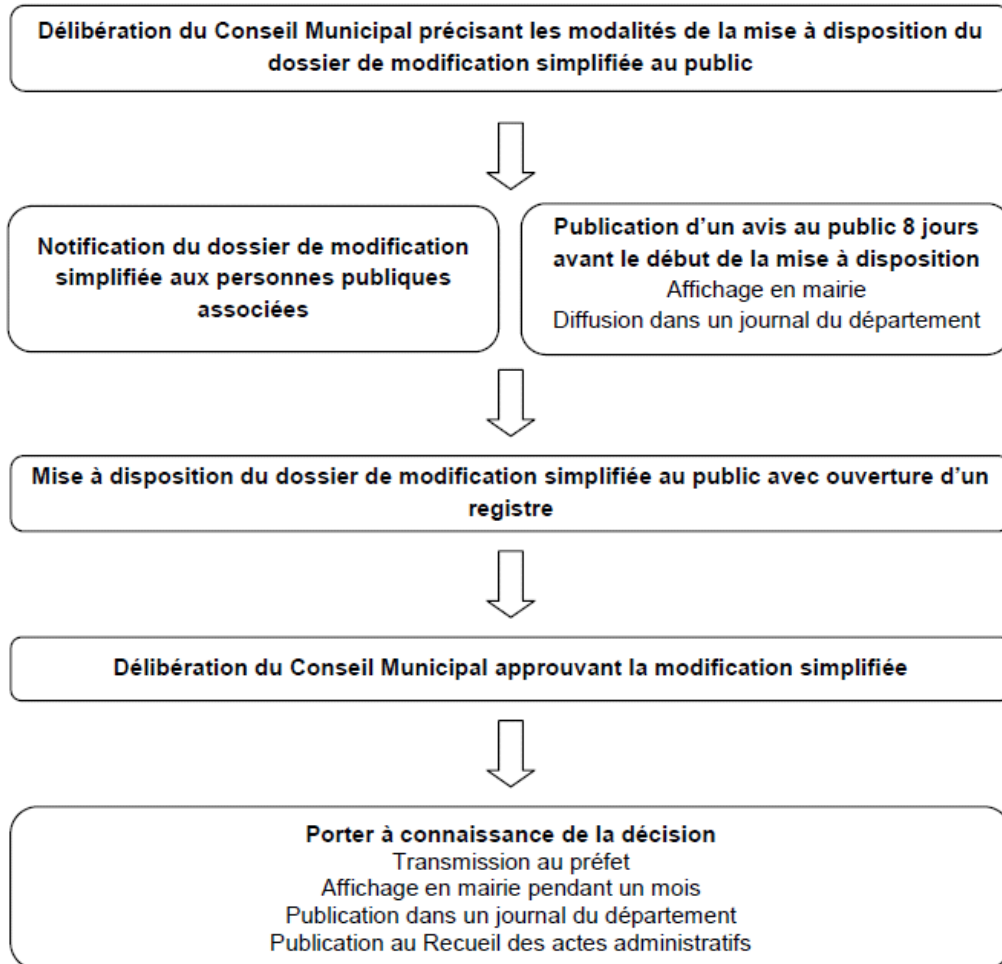 Délibération du Conseil Municipal précisant les modalités de la mise à disposition du
dossier de modification simplifiée au public
Notification du dossier de modification
simplifiée aux personnes publiques
associées
Publication d'un avis au public 8 jours
avant le début de la mise à disposition
Affichage en mairie
Diffusion dans un journal du département
Mise à disposition du dossier de modification simplifiée au public avec ouverture d'un
registre
Délibération du Conseil Municipal approuvant la modification simplifiée
Porter à connaissance de la décision
Transmission au préfet
Affichage en mairie pendant un mois
Publication dans un journal du département
Publication au Recueil des actes administratifs